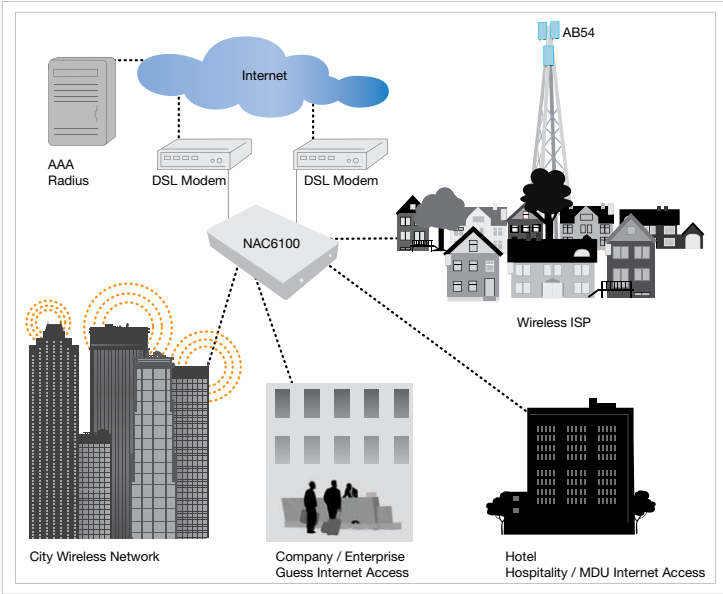 AB54
Internet
AAA
Radius
DSL Modem
DSL Modem
NAC6100
Wireless ISP
City Wireless Network
Company / Enterprise
Guess Internet Access
Hotel
Hospitality / MDU Internet Access